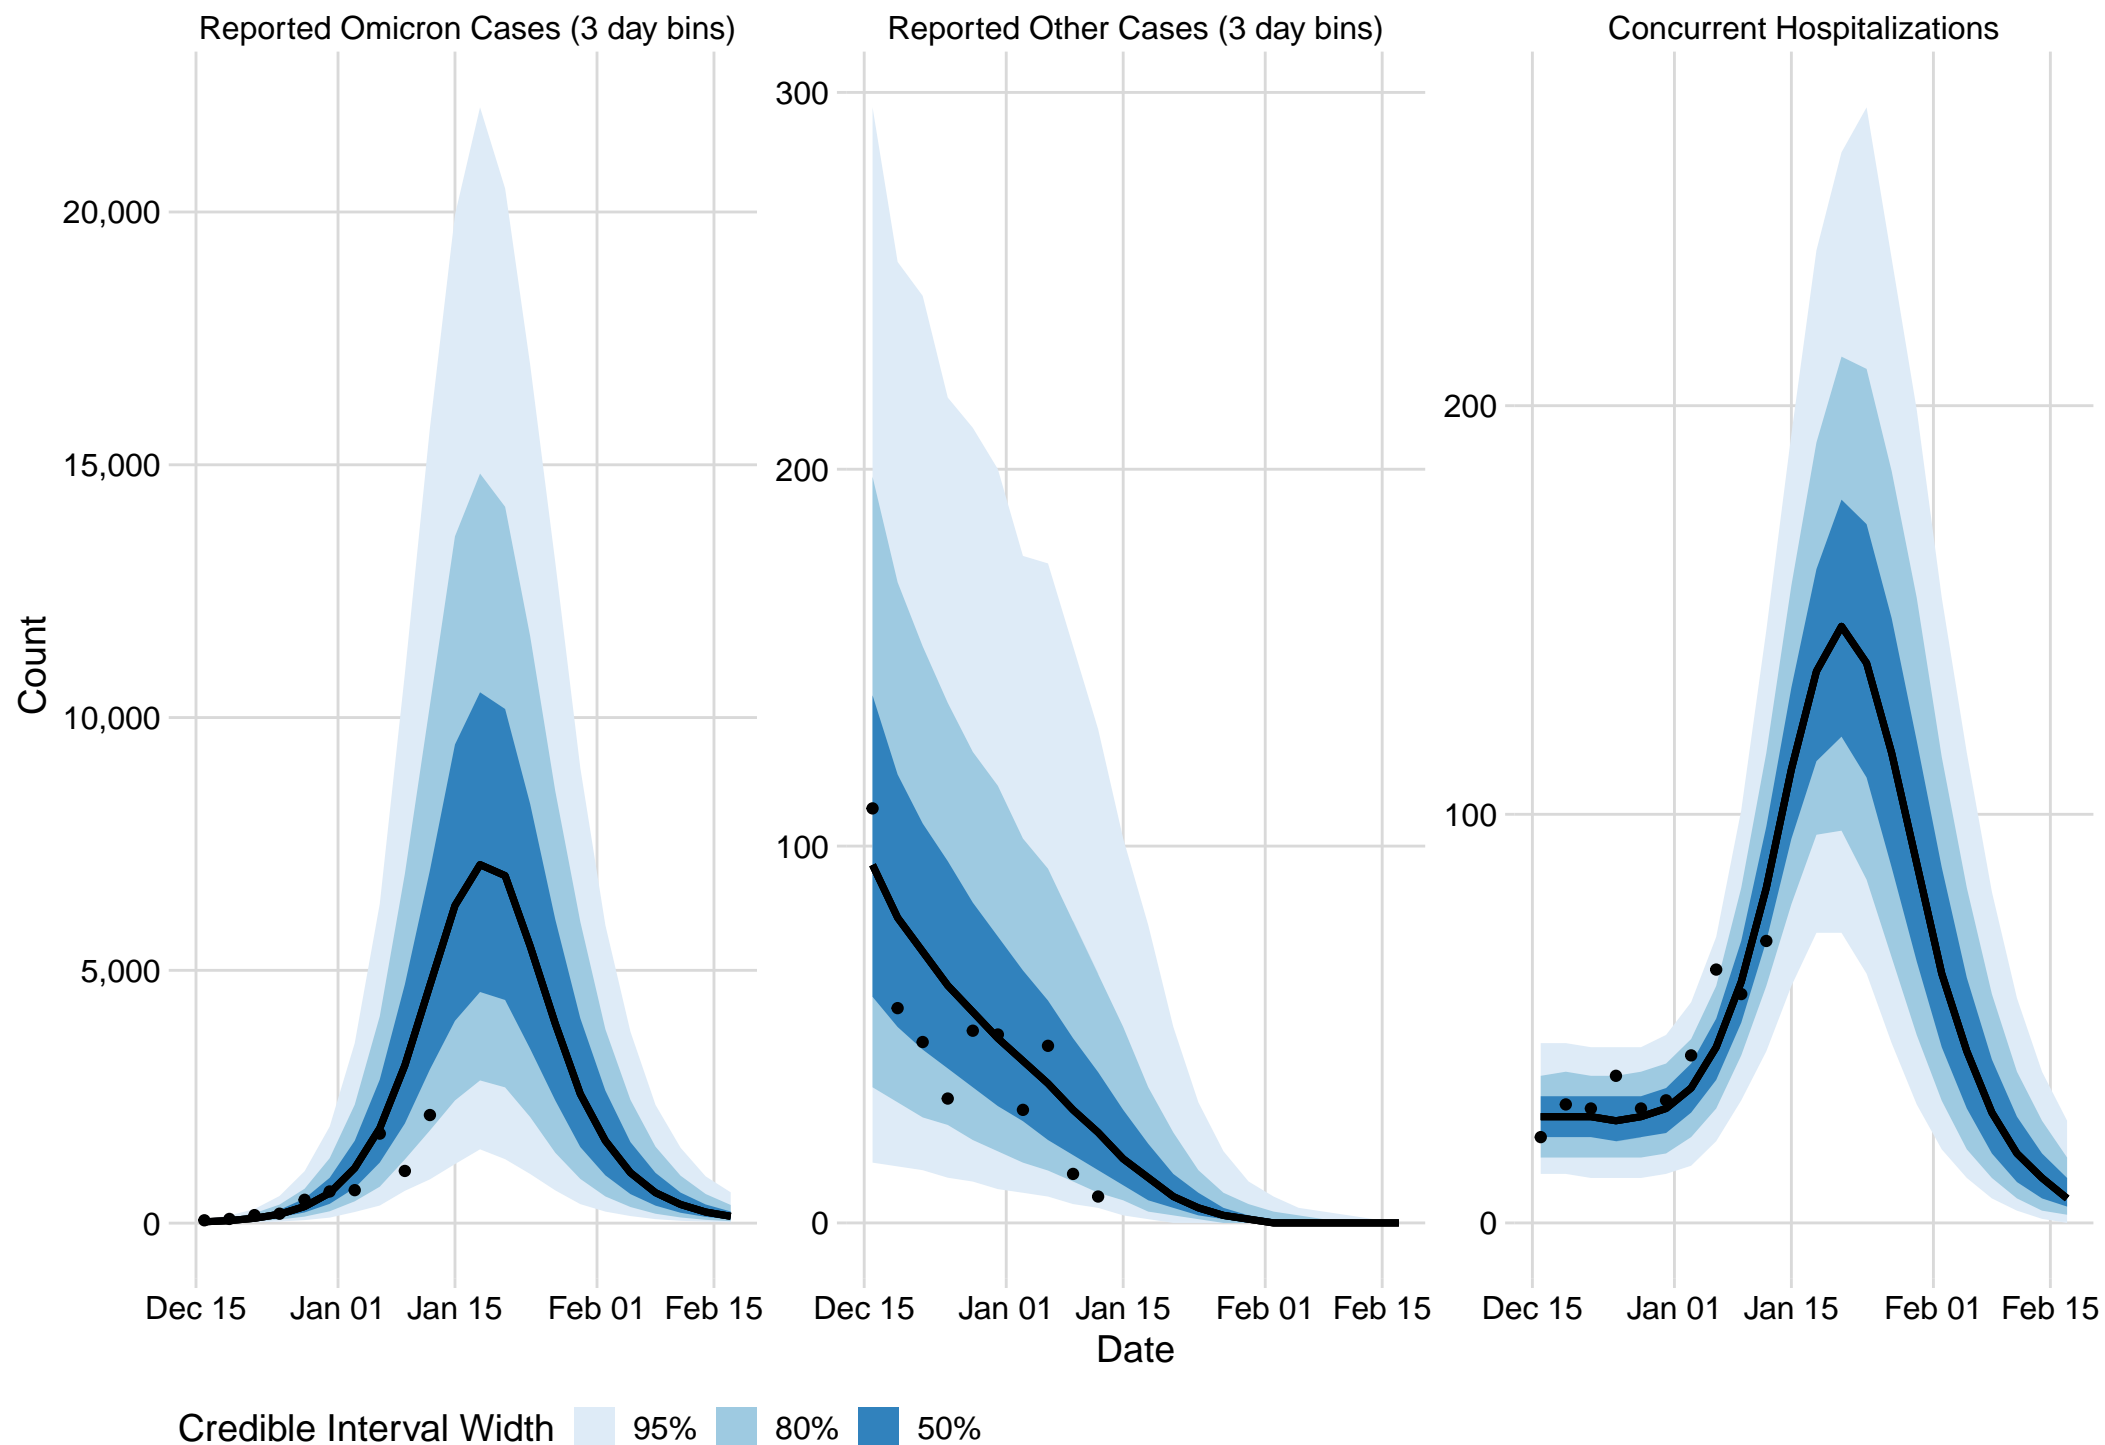 Reported Omicron Cases (3 day bins)
Reported Other Cases (3 day bins)
Concurrent Hospitalizations
Count
20,000
15,000
10,000
5,000
0
300
200
100
0
200
100
0
Dec 15 Jan 01 Jan 15 Feb 01 Feb 15
Dec 15 Jan 01 Jan 15 Feb 01 Feb 15
Dec 15 Jan 01 Jan 15 Feb 01 Feb 15
Date
Credible Interval Width 95% 80% 50%